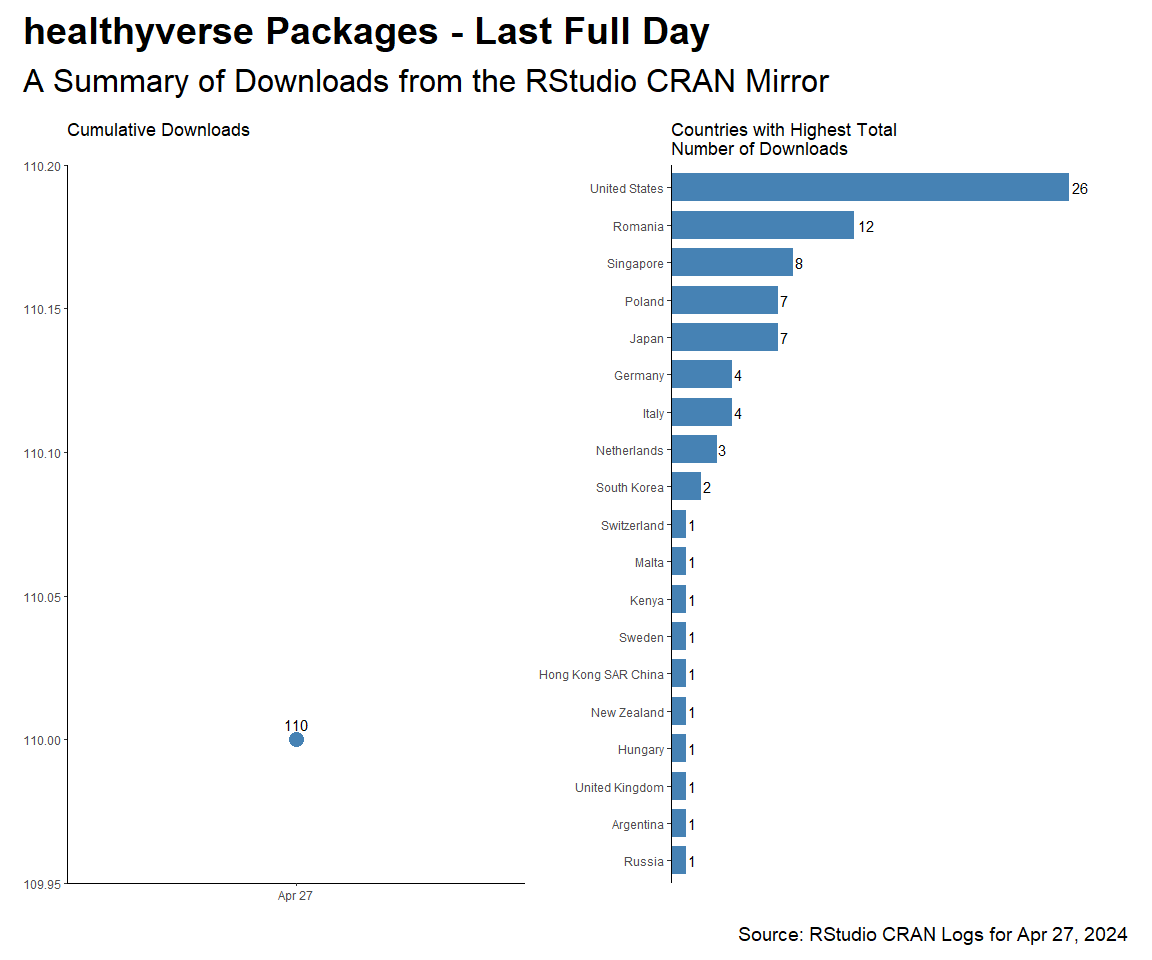 healthyverse Packages - Last Full Day
A Summary of Downloads from the RStudio CRAN Mirror
Cumulative Downloads
110.20
110.15
110.10
110.05
110.00
109.95
110
Apr 27
Countries with Highest Total
Number of Downloads
United States 26
Romania 12
Singapore 8
Poland 7
Japan 7
Germany 4
Italy 4
Netherlands 3
South Korea 2
Switzerland 1
Malta 1
Kenya 1
Sweden 1
Hong Kong SAR China 1
New Zealand 1
Hungary 1
United Kingdom 1
Argentina 1
Russia 1
Source: RStudio CRAN Logs for Apr 27, 2024